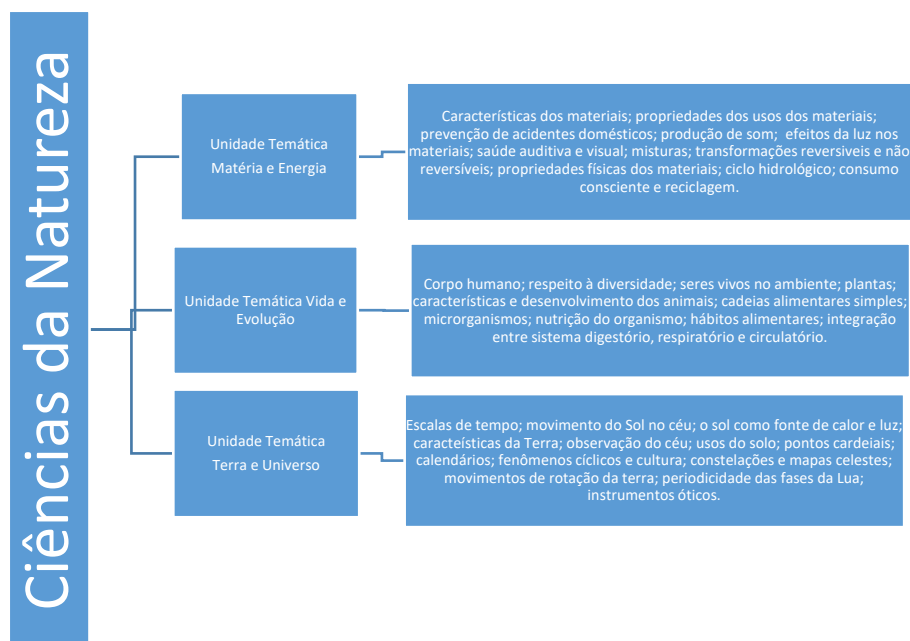 Ciências da Natureza
Unidade Temática
Matéria e Energia
Características dos materiais; propriedades dos usos dos materiais;
prevenção de acidentes domésticos; produção de som;  efeitos da luz nos
materiais; saúde auditiva e visual; misturas; transformações reversiveis e não
reversíveis; propriedades físicas dos materiais; ciclo hidrológico; consumo
consciente e reciclagem.
Unidade Temática Vida e
Evolução
Corpo humano; respeito à diversidade; seres vivos no ambiente; plantas;
características e desenvolvimento dos animais; cadeias alimentares simples;
microrganismos; nutrição do organismo; hábitos alimentares; integração
entre sistema digestório, respiratório e circulatório.
Unidade Temática
Terra e Universo
Escalas de tempo; movimento do Sol no céu; o sol como fonte de calor e luz;
caracteísticas da Terra; observação do céu; usos do solo; pontos cardeiais;
calendários; fenômenos cíclicos e cultura; constelações e mapas celestes;
movimentos de rotação da terra; periodicidade das fases da Lua;
instrumentos óticos.